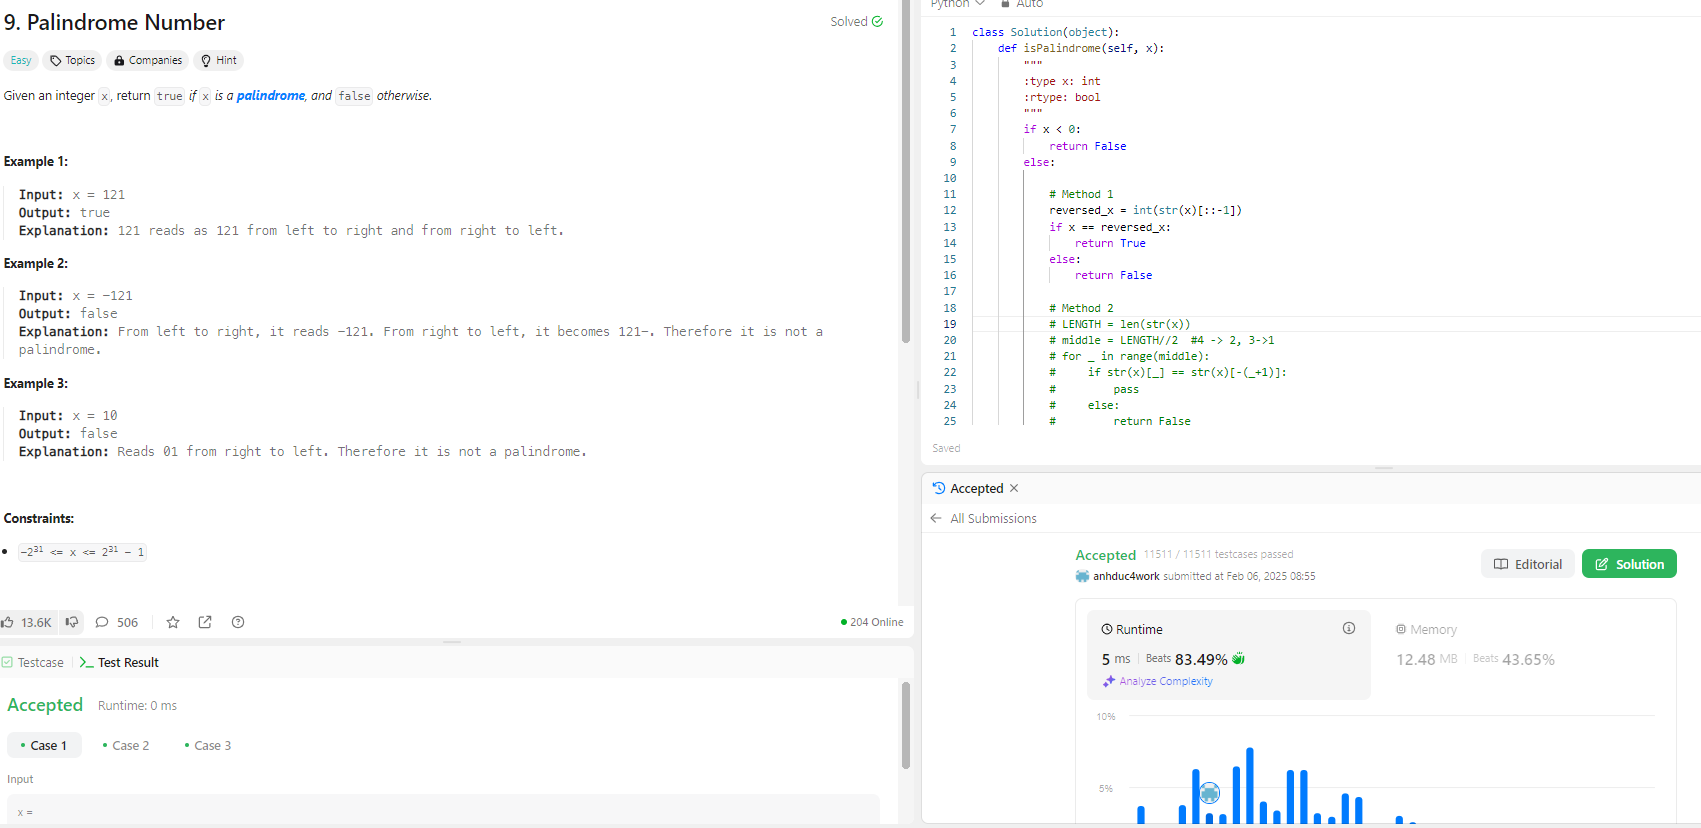 9. Palindrome Number
Solved
Easy Topics Companies Hint
Given an integer x, return true if x is a palindrome, and false otherwise.
Example 1:
Input: x = 121
Output: true
Explanation: 121 reads as 121 from left to right and from right to left.
Example 2:
Input: x = -121
Output: false
Explanation: From left to right, it reads -121. From right to left, it becomes 121-. Therefore it is not a
palindrome.
Example 3:
Input: x = 10
Output: false
Explanation: Reads 01 from right to left. Therefore it is not a palindrome.
Constraints:
-2³¹ <= x <= 2³¹ - 1
13.6K 506
204 Online
Testcase Test Result
Accepted Runtime: 0 ms
Case 1 Case 2 Case 3
Input
x =
Python Auto
1 class Solution(object):
2     def isPalindrome(self, x):
3         """
4         :type x: int
5         :rtype: bool
6         """
7         if x < 0:
8             return False
9         else:
10
11             # Method 1
12             reversed_x = int(str(x)[::-1])
13             if x == reversed_x:
14                 return True
15             else:
16                 return False
17
18             # Method 2
19             # LENGTH = len(str(x))
20             # middle = LENGTH//2  #4 -> 2, 3->1
21             # for _ in range(middle):
22             #     if str(x)[_] == str(x)[-(_+1)]:
23             #         pass
24             #     else:
25             #         return False
Saved
Accepted
All Submissions
Accepted 11511 / 11511 testcases passed
anhduc4work submitted at Feb 06, 2025 08:55
Editorial
Solution
Runtime
5 ms Beats 83.49%
Analyze Complexity
Memory
12.48 MB Beats 43.65%
10%
5%